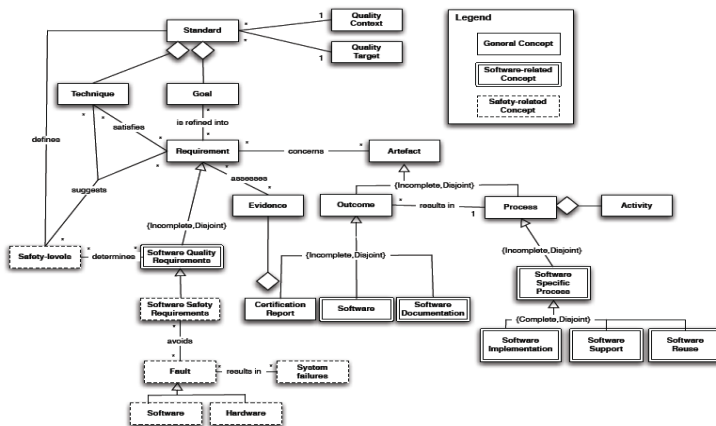 Standard
Quality
Context
Quality
Target
1
1
*
*
*
*
Legend
General Concept
Software-related
Concept
Safety-related
Concept
Technique
Goal
defines
satisfies
is refined into
*
*
*
*
*
*
Requirement
concerns
*
*
Artefact
suggests
assesses
*
*
Evidence
{Incomplete,Disjoint}
Outcome
*
results in
1
Process
Activity
{Incomplete,Disjoint}
Safety-levels
*
determines
*
Software Quality
Requirements
{Incomplete,Disjoint}
{Incomplete,Disjoint}
Software
Specific
Process
Certification
Report
Software
Software
Documentation
{Complete,Disjoint}
Software
Implementation
Software
Support
Software
Reuse
Software Safety
Requirements
*
avoids
*
Fault
*
results in
*
System
failures
Software
Hardware